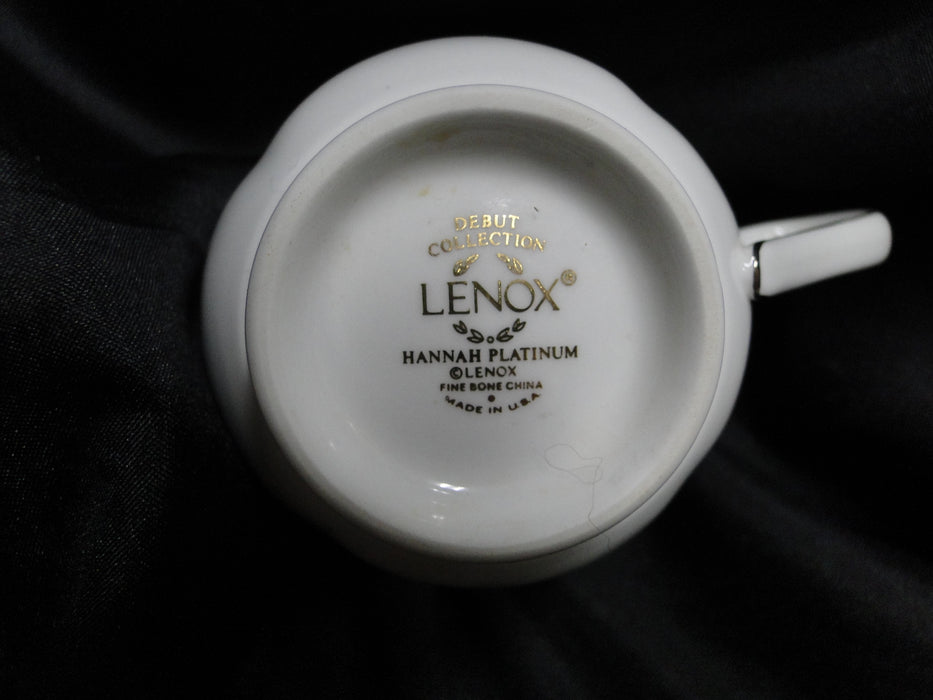 DEBUT
COLLECTION
LENOX®
HANNAH PLATINUM
©LENOX
FINE BONE CHINA
MADE IN U.S.A.